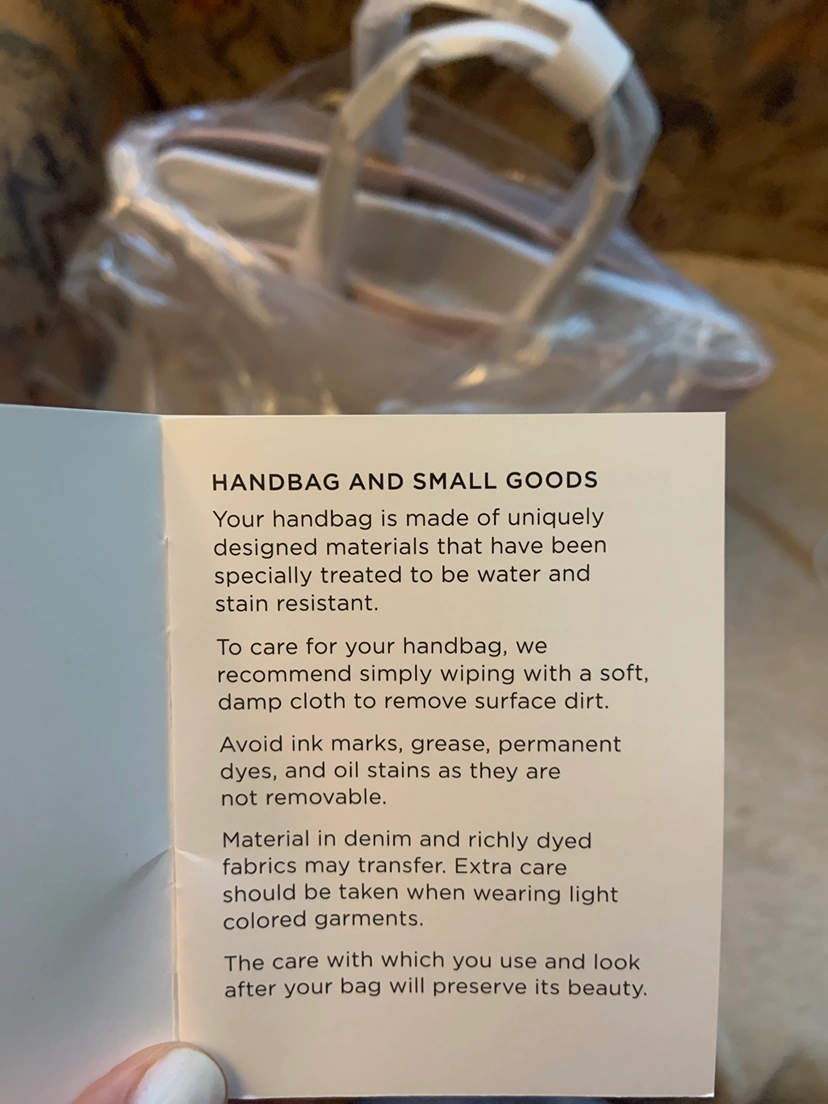 HANDBAG AND SMALL GOODS
Your handbag is made of uniquely
designed materials that have been
specially treated to be water and
stain resistant.
To care for your handbag, we
recommend simply wiping with a soft,
damp cloth to remove surface dirt.
Avoid ink marks, grease, permanent
dyes, and oil stains as they are
not removable.
Material in denim and richly dyed
fabrics may transfer. Extra care
should be taken when wearing light
colored garments.
The care with which you use and look
after your bag will preserve its beauty.